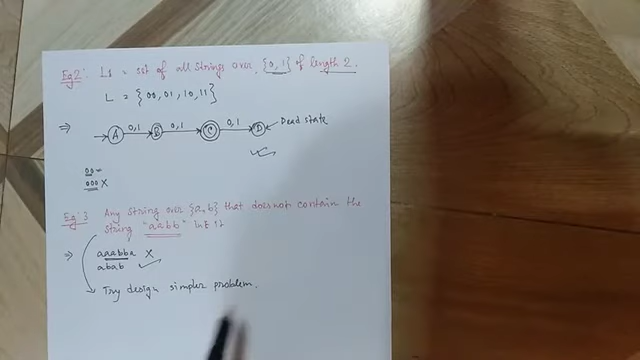 Eg 2: L1 = set of all strings over {0,1} of length 2.
L = {00, 01, 10, 11}
⇒ A 0,1 B 0,1 C 0,1 D ← Dead state
00
000 X
Eg: 3 Any string over {a,b} that does not contain the
string "aabb" in it
⇒ aaabba X
abab ✓
Try design simpler problem.